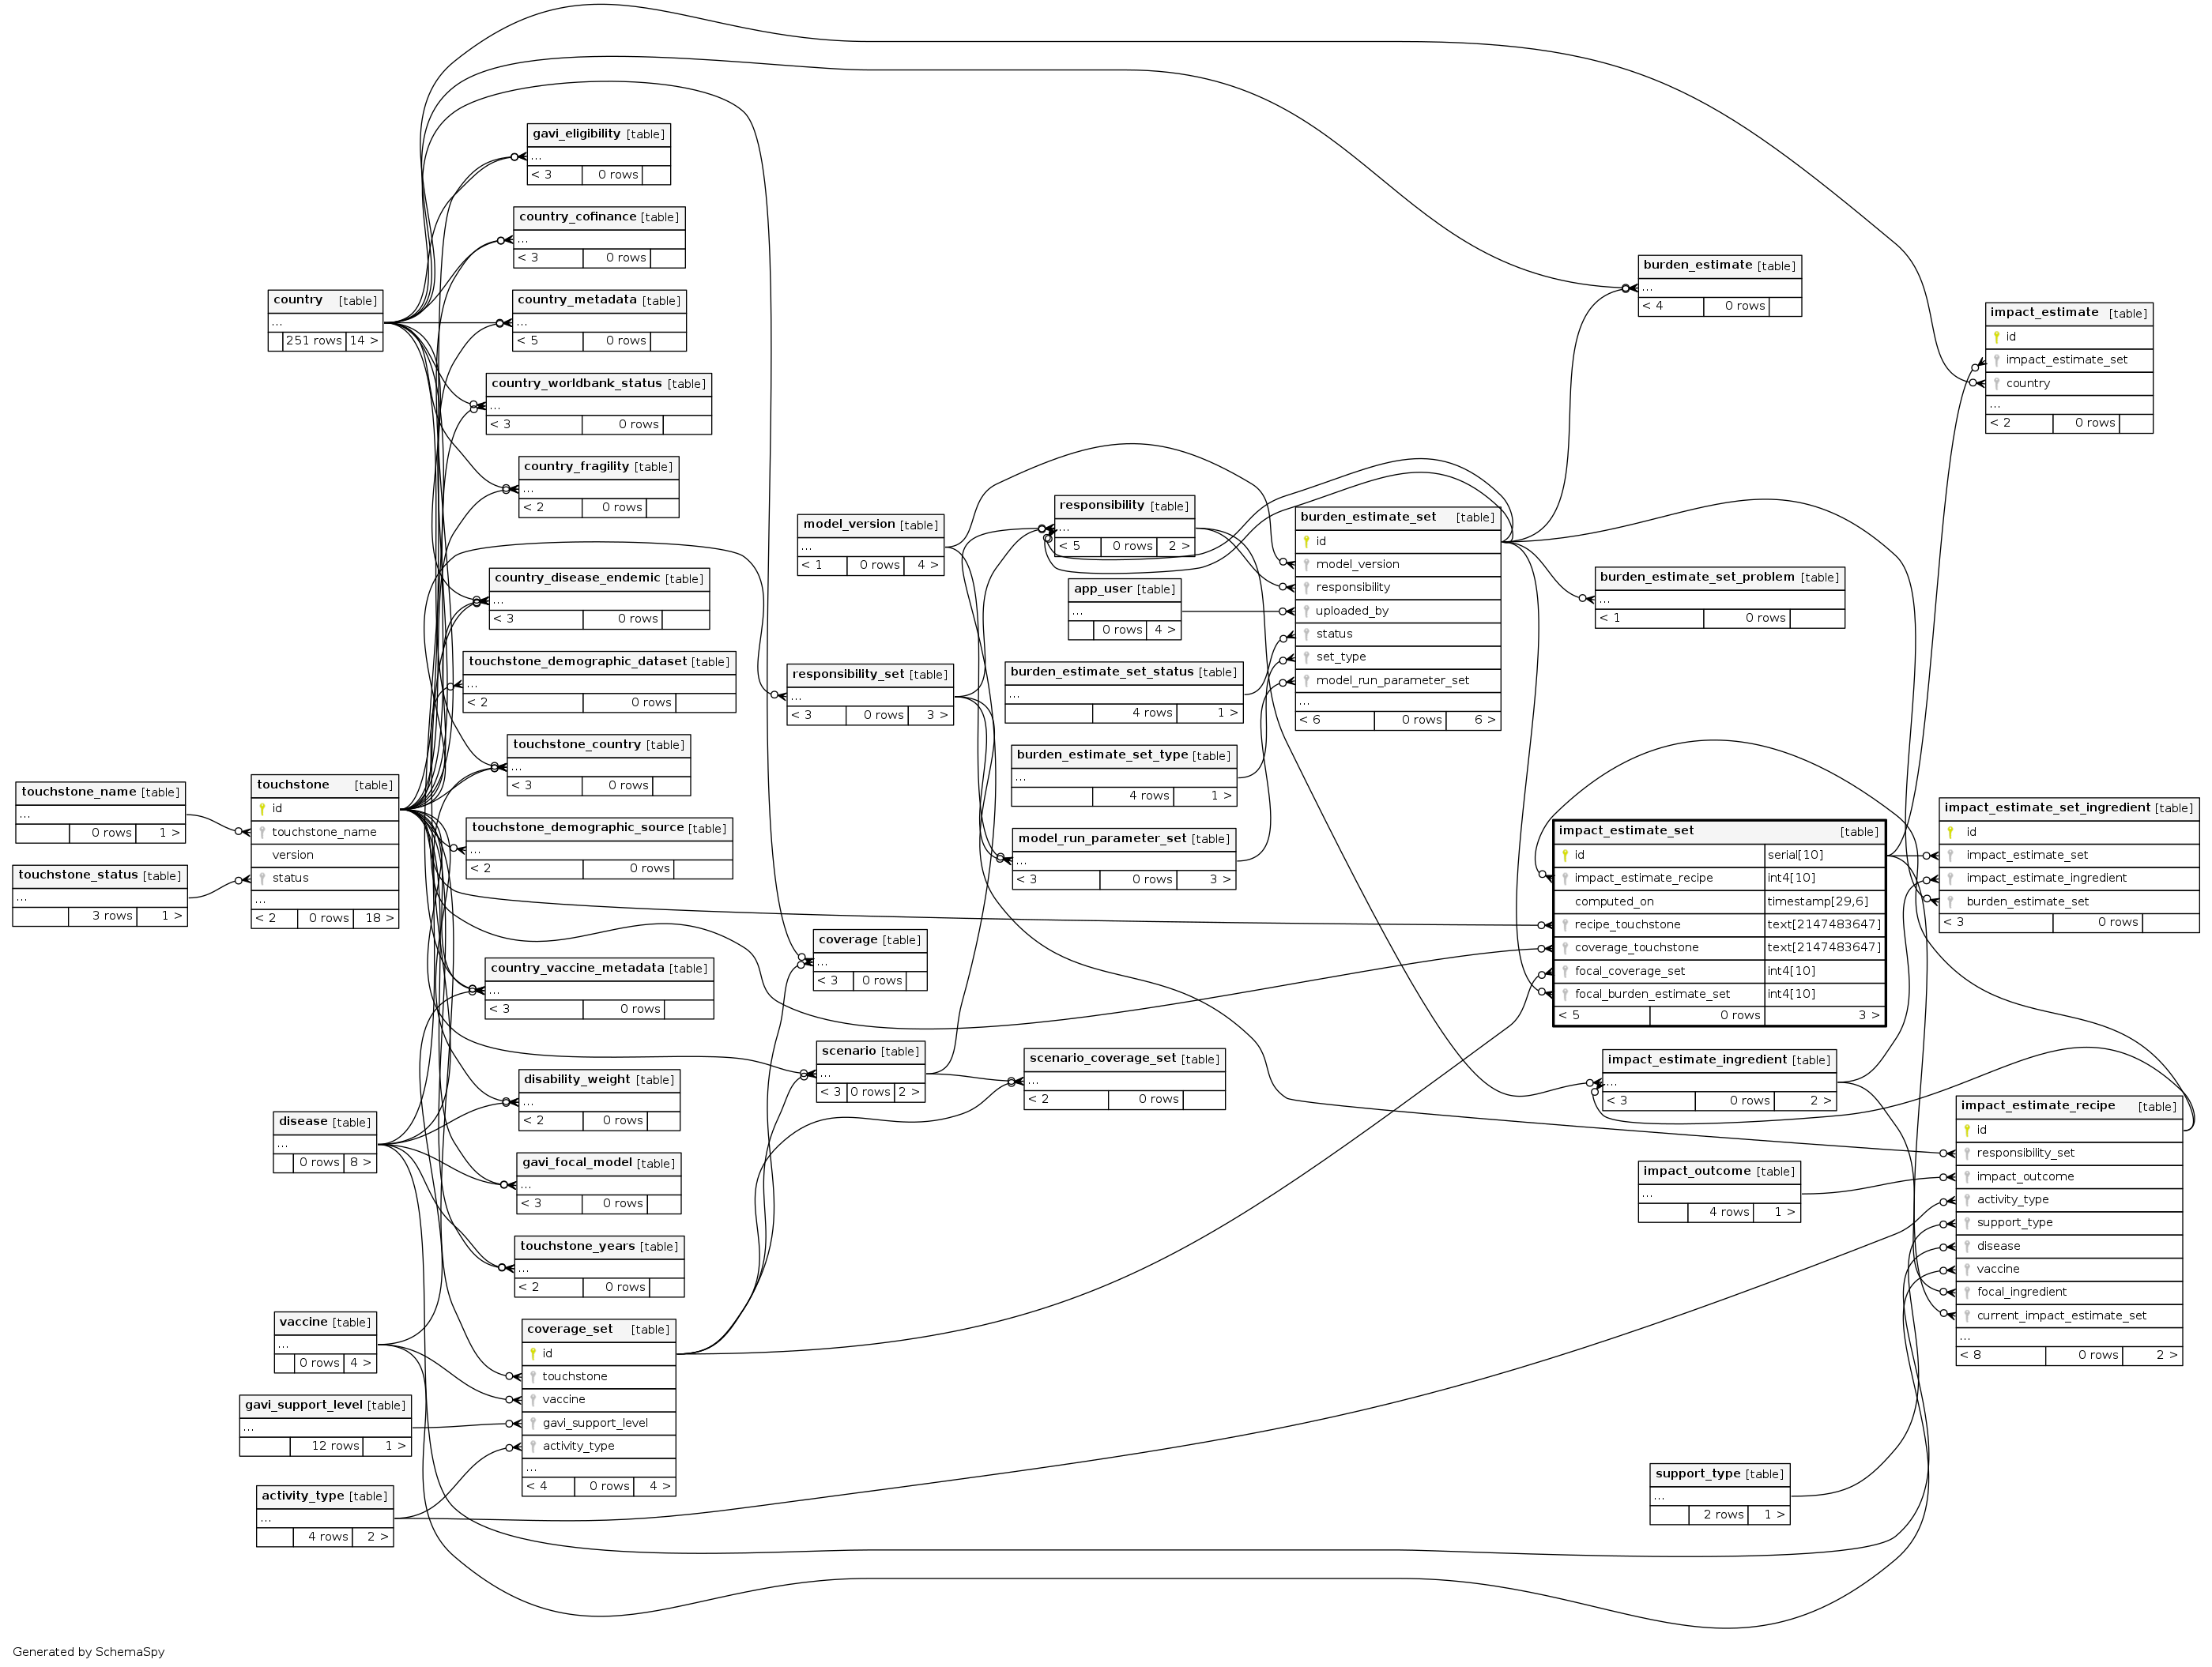 gavi_eligibility [table]
...
< 3 0 rows
country_cofinance [table]
...
< 3 0 rows
country [table]
...
251 rows 14 >
country_metadata [table]
...
< 5 0 rows
country_worldbank_status [table]
...
< 3 0 rows
country_fragility [table]
...
< 2 0 rows
country_disease_endemic [table]
...
< 3 0 rows
touchstone_demographic_dataset [table]
...
< 2 0 rows
touchstone_country [table]
...
< 3 0 rows
touchstone_demographic_source [table]
...
< 2 0 rows
touchstone_name [table]
...
0 rows 1 >
touchstone_status [table]
...
3 rows 1 >
touchstone [table]
id
touchstone_name
version
status
...
< 2 0 rows 18 >
country_vaccine_metadata [table]
...
< 3 0 rows
disability_weight [table]
...
< 2 0 rows
disease [table]
...
0 rows 8 >
gavi_focal_model [table]
...
< 3 0 rows
touchstone_years [table]
...
< 2 0 rows
vaccine [table]
...
0 rows 4 >
gavi_support_level [table]
...
12 rows 1 >
activity_type [table]
...
4 rows 2 >
coverage_set [table]
id
touchstone
vaccine
gavi_support_level
activity_type
...
< 4 0 rows 4 >
model_version [table]
...
< 1 0 rows 4 >
responsibility_set [table]
...
< 3 0 rows 3 >
coverage [table]
...
< 3 0 rows
scenario [table]
...
< 3 0 rows 2 >
responsibility [table]
...
< 5 0 rows 2 >
app_user [table]
...
0 rows 4 >
burden_estimate_set_status [table]
...
4 rows 1 >
burden_estimate_set_type [table]
...
4 rows 1 >
model_run_parameter_set [table]
...
< 3 0 rows 3 >
scenario_coverage_set [table]
...
< 2 0 rows
burden_estimate_set [table]
id
model_version
responsibility
uploaded_by
status
set_type
model_run_parameter_set
...
< 6 0 rows 6 >
burden_estimate [table]
...
< 4 0 rows
burden_estimate_set_problem [table]
...
< 1 0 rows
impact_estimate_set [table]
id serial[10]
impact_estimate_recipe int4[10]
computed_on timestamp[29,6]
recipe_touchstone text[2147483647]
coverage_touchstone text[2147483647]
focal_coverage_set int4[10]
focal_burden_estimate_set int4[10]
< 5 0 rows 3 >
impact_estimate_ingredient [table]
...
< 3 0 rows 2 >
impact_outcome [table]
...
4 rows 1 >
support_type [table]
...
2 rows 1 >
impact_estimate [table]
id
impact_estimate_set
country
...
< 2 0 rows
impact_estimate_set_ingredient [table]
id
impact_estimate_set
impact_estimate_ingredient
burden_estimate_set
< 3 0 rows
impact_estimate_recipe [table]
id
responsibility_set
impact_outcome
activity_type
support_type
disease
vaccine
focal_ingredient
current_impact_estimate_set
...
< 8 0 rows 2 >
Generated by SchemaSpy